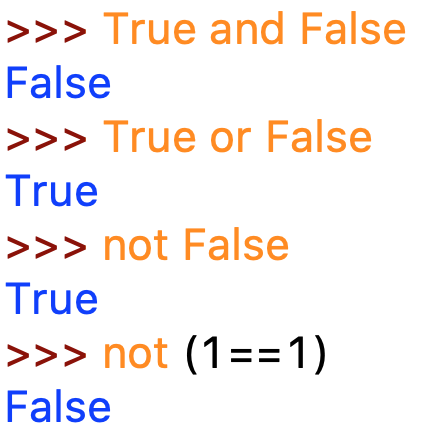 >>> True and False
False
>>> True or False
True
>>> not False
True
>>> not (1==1)
False